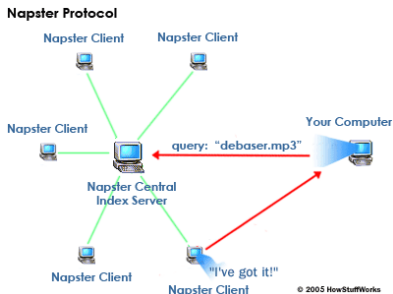 Napster Protocol
Napster Client
Napster Client
Your Computer
Napster Client
query: "debaser.mp3"
Napster Central
Index Server
"I've got it!"
Napster Client
Napster Client
© 2005 HowStuffWorks